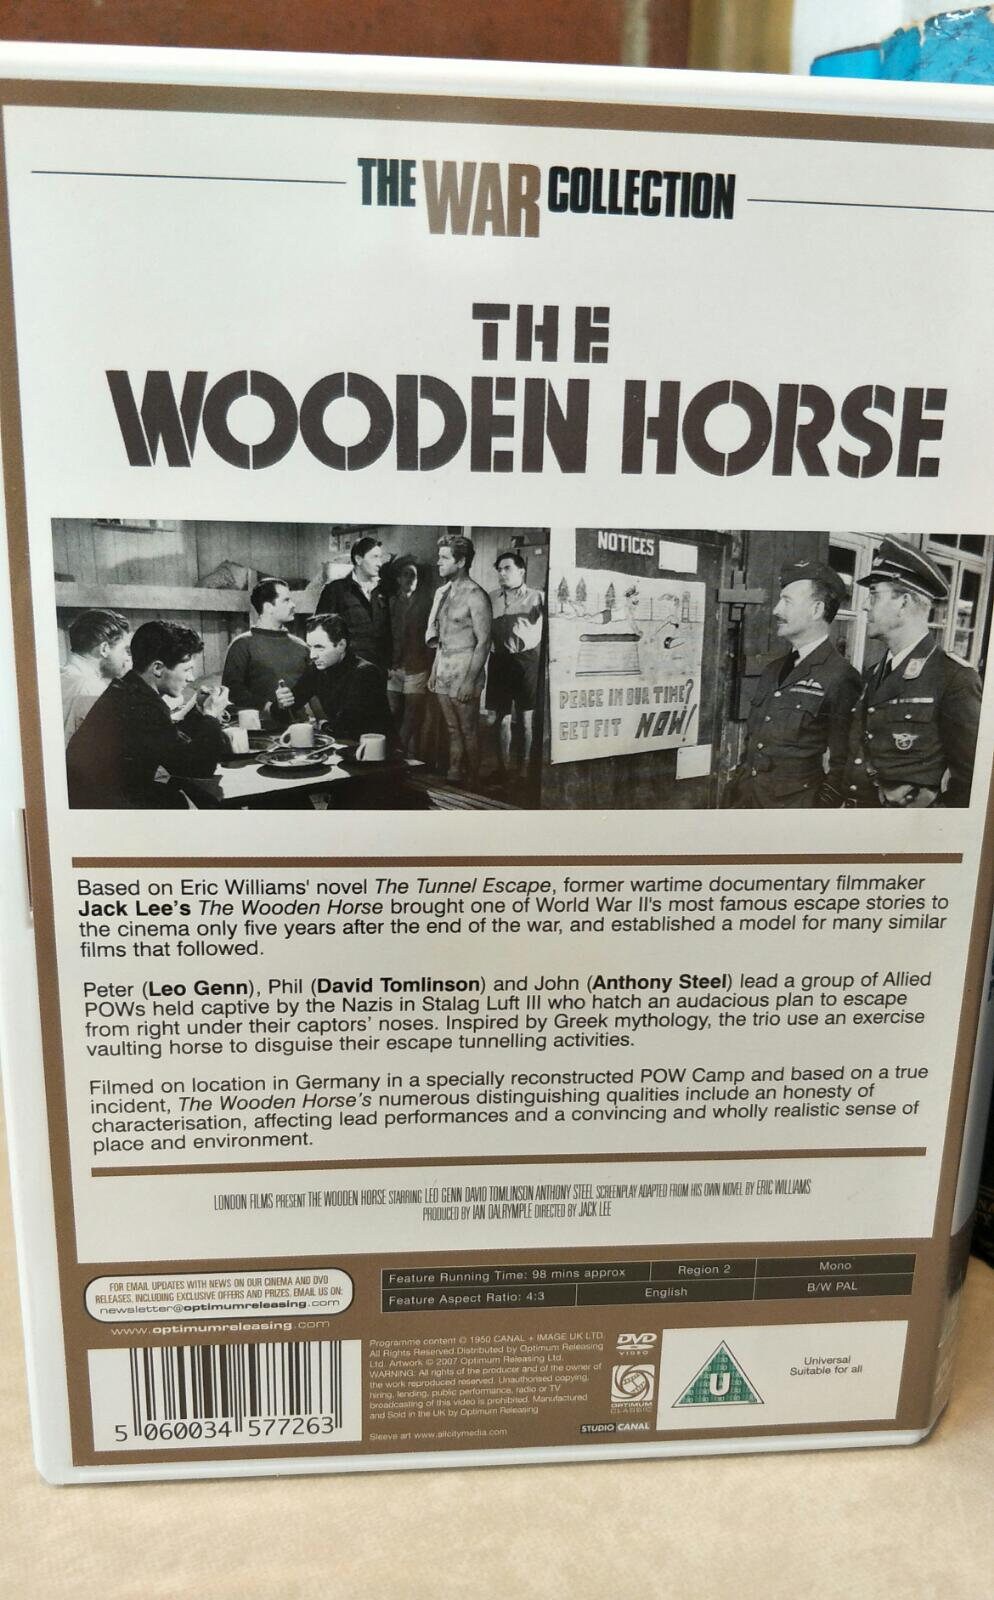 THE WAR COLLECTION
THE
WOODEN HORSE
NOTICES
PEACE IN OUR TIME?
GET FIT NOW!
Based on Eric Williams' novel The Tunnel Escape, former wartime documentary filmmaker
Jack Lee's The Wooden Horse brought one of World War II's most famous escape stories to
the cinema only five years after the end of the war, and established a model for many similar
films that followed.
Peter (Leo Genn), Phil (David Tomlinson) and John (Anthony Steel) lead a group of Allied
POWs held captive by the Nazis in Stalag Luft III who hatch an audacious plan to escape
from right under their captors' noses. Inspired by Greek mythology, the trio use an exercise
vaulting horse to disguise their escape tunnelling activities.
Filmed on location in Germany in a specially reconstructed POW Camp and based on a true
incident, The Wooden Horse's numerous distinguishing qualities include an honesty of
characterisation, affecting lead performances and a convincing and wholly realistic sense of
place and environment.
LONDON FILMS PRESENT THE WOODEN HORSE STARRING LEO GENN DAVID TOMLINSON ANTHONY STEEL SCREENPLAY ADAPTED FROM HIS OWN NOVEL BY ERIC WILLIAMS
PRODUCED BY IAN DALRYMPLE DIRECTED BY JACK LEE
FOR EMAIL UPDATES WITH NEWS ON OUR CINEMA AND DVD
RELEASES, INCLUDING EXCLUSIVE OFFERS AND PRIZES, EMAIL US ON:
newsletter@optimumreleasing.com
www.optimumreleasing.com
Feature Running Time: 98 mins approx
Region 2
Mono
Feature Aspect Ratio: 4:3
English
B/W PAL
5 060034 577263
Programme content © 1950 CANAL + IMAGE UK LTD.
All Rights Reserved.Distributed by Optimum Releasing
Ltd. Artwork © 2007 Optimum Releasing Ltd.
WARNING: All rights of the producer and of the owner of
the work reproduced reserved. Unauthorised copying,
hiring, lending, public performance, radio or TV
broadcasting of this video is prohibited. Manufactured
and Sold in the UK by Optimum Releasing
Sleeve art www.allcitymedia.com
DVD
VIDEO
OPTIMUM
CLASSIC
STUDIO CANAL
U
Universal
Suitable for all